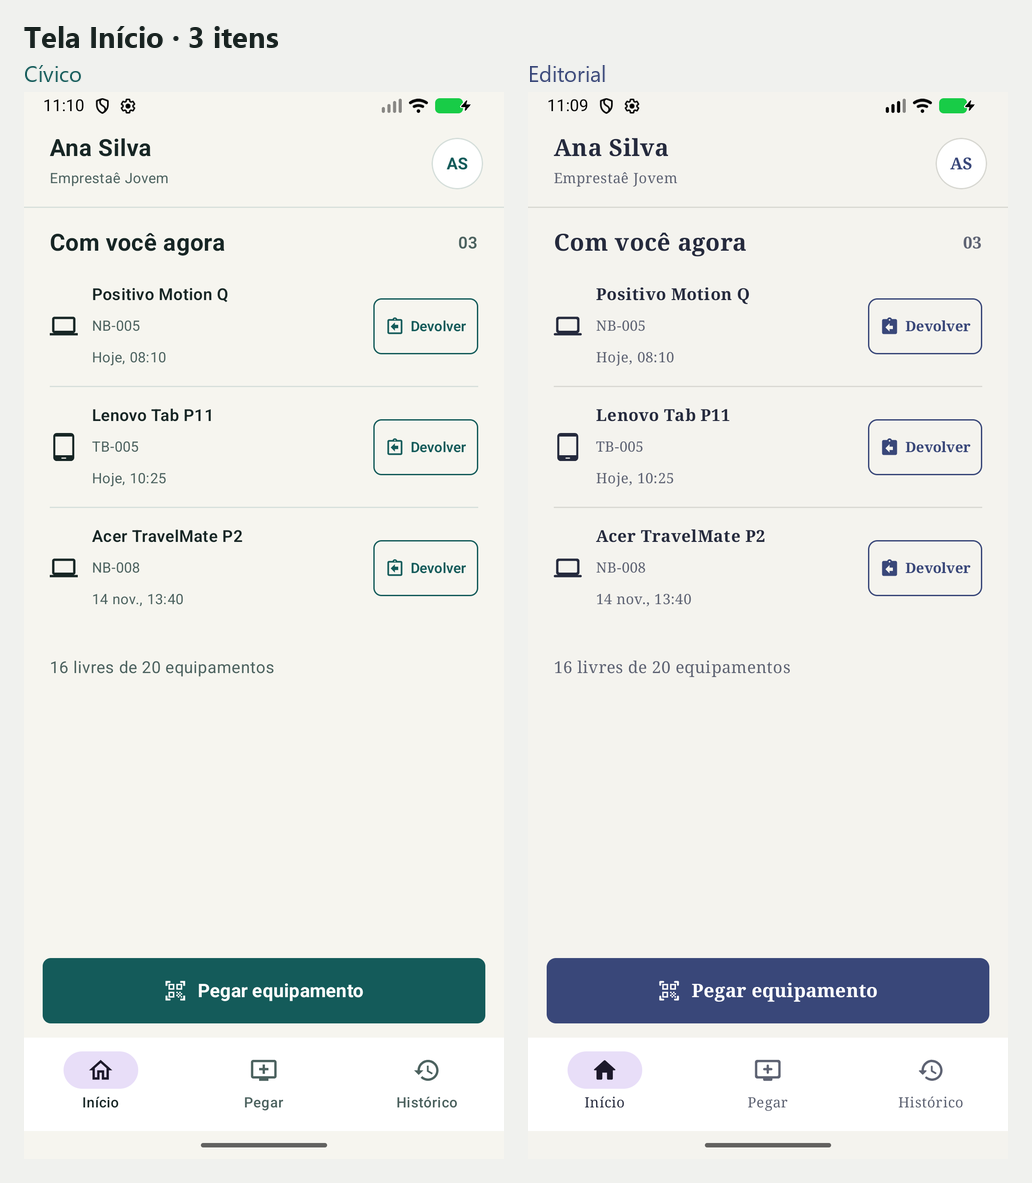 Tela Início · 3 itens
Cívico
11:10
Ana Silva
AS
Emprestaê Jovem
Com você agora
03
Positivo Motion Q
NB-005
Devolver
Hoje, 08:10
Lenovo Tab P11
TB-005
Devolver
Hoje, 10:25
Acer TravelMate P2
NB-008
Devolver
14 nov., 13:40
16 livres de 20 equipamentos
Pegar equipamento
Início
Pegar
Histórico
Editorial
11:09
Ana Silva
AS
Emprestaê Jovem
Com você agora
03
Positivo Motion Q
NB-005
Devolver
Hoje, 08:10
Lenovo Tab P11
TB-005
Devolver
Hoje, 10:25
Acer TravelMate P2
NB-008
Devolver
14 nov., 13:40
16 livres de 20 equipamentos
Pegar equipamento
Início
Pegar
Histórico